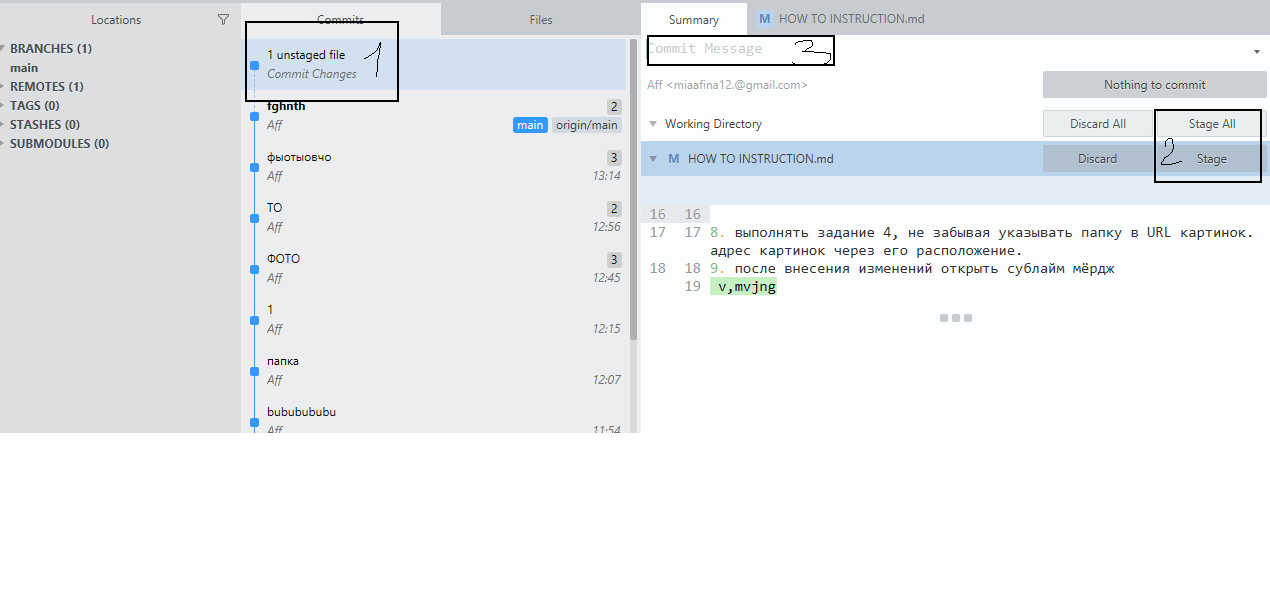 Locations
BRANCHES (1)
main
REMOTES (1)
TAGS (0)
STASHES (0)
SUBMODULES (0)
Commits Files
1 unstaged file 1
Commit Changes
fghnth 2
Aff main origin/main
фыотыовчо 3
Aff 13:14
ТО 2
Aff 12:56
ФОТО 3
Aff 12:45
1
Aff 12:15
папка
Aff 12:07
bubububub​u
Aff 11:54
Summary M HOW TO INSTRUCTION.md
Commit Message 3
Aff <miaafina12.@gmail.com> Nothing to commit
Working Directory Discard All Stage All
M HOW TO INSTRUCTION.md Discard 2 Stage
16 16
17 17 8. выполнять задание 4, не забывая указывать папку в URL картинок.
адрес картинок через его расположение.
18 18 9. после внесения изменений открыть сублайм мёрдж
19 v,mvjng